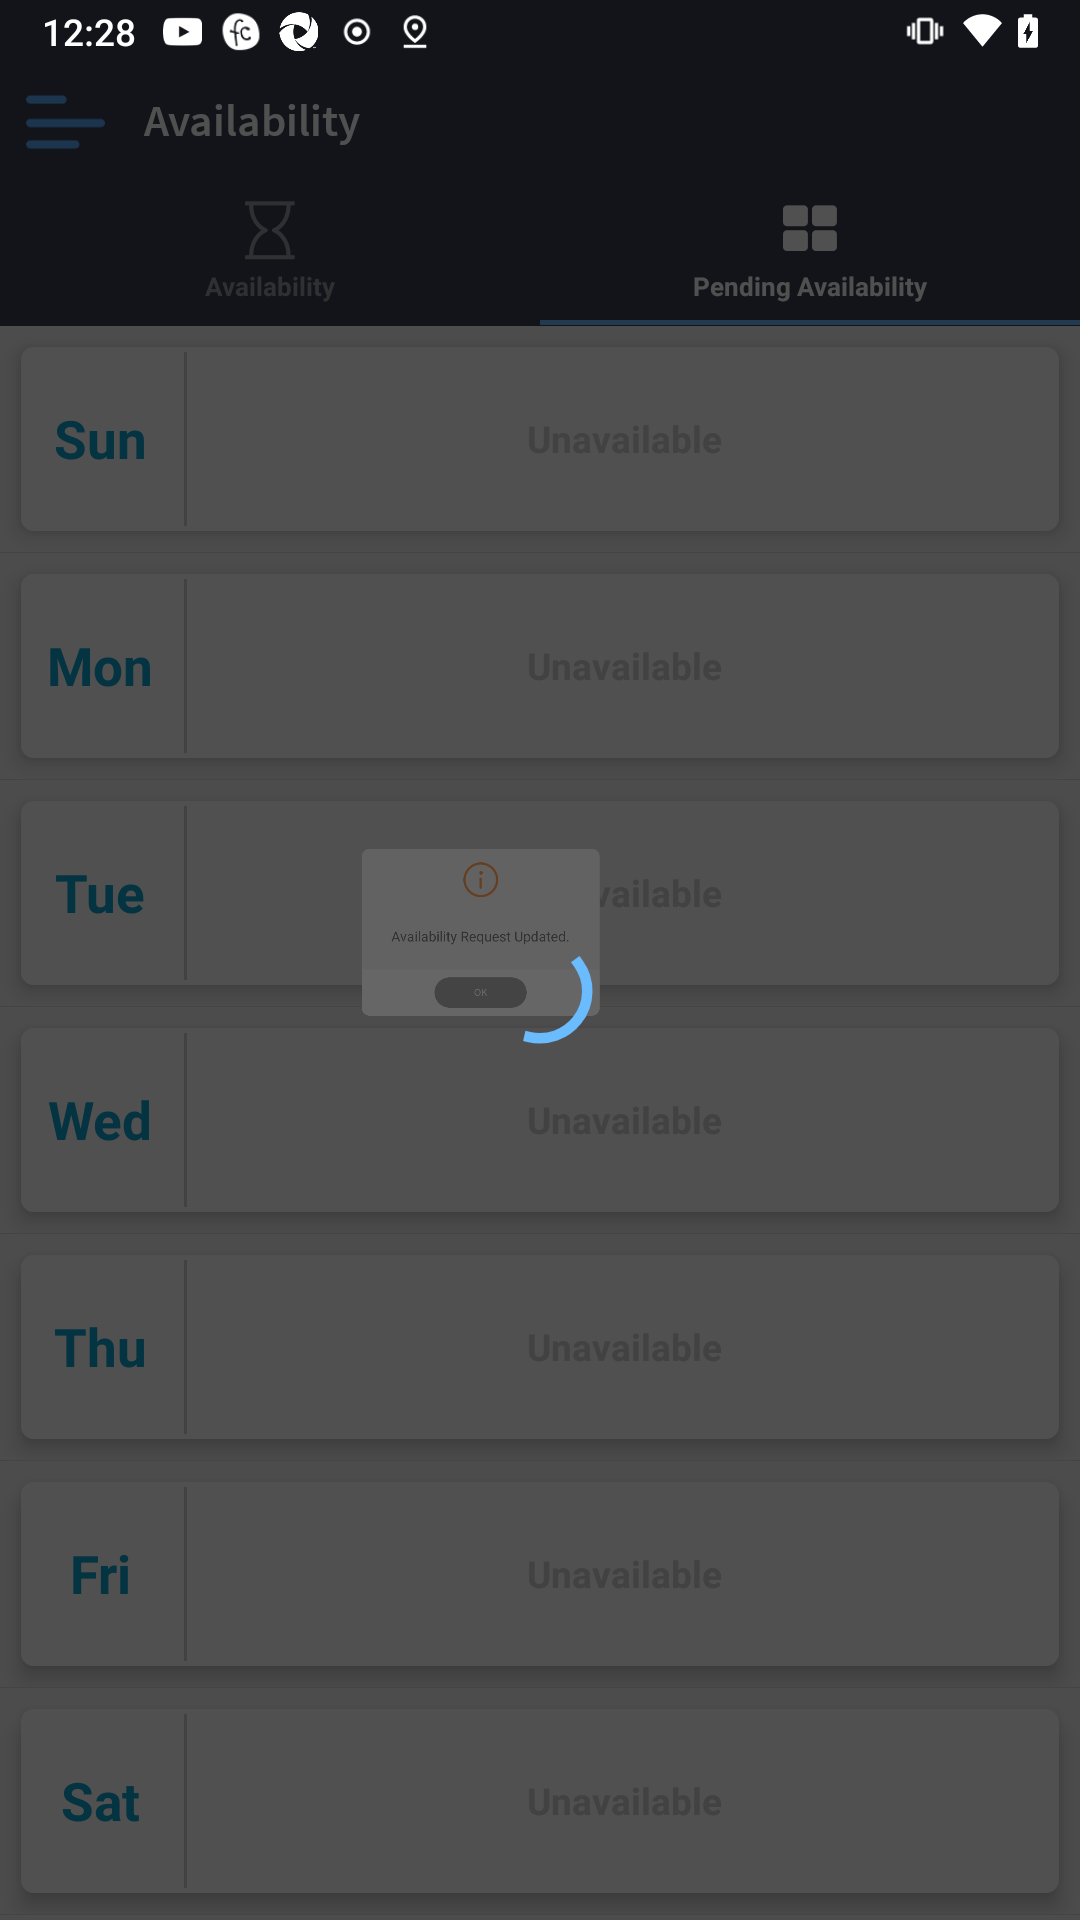 12:28
Availability
Availability
Pending Availability
Sun
Unavailable
Mon
Unavailable
Tue
vailable
Availability Request Updated.
OK
Wed
Unavailable
Thu
Unavailable
Fri
Unavailable
Sat
Unavailable